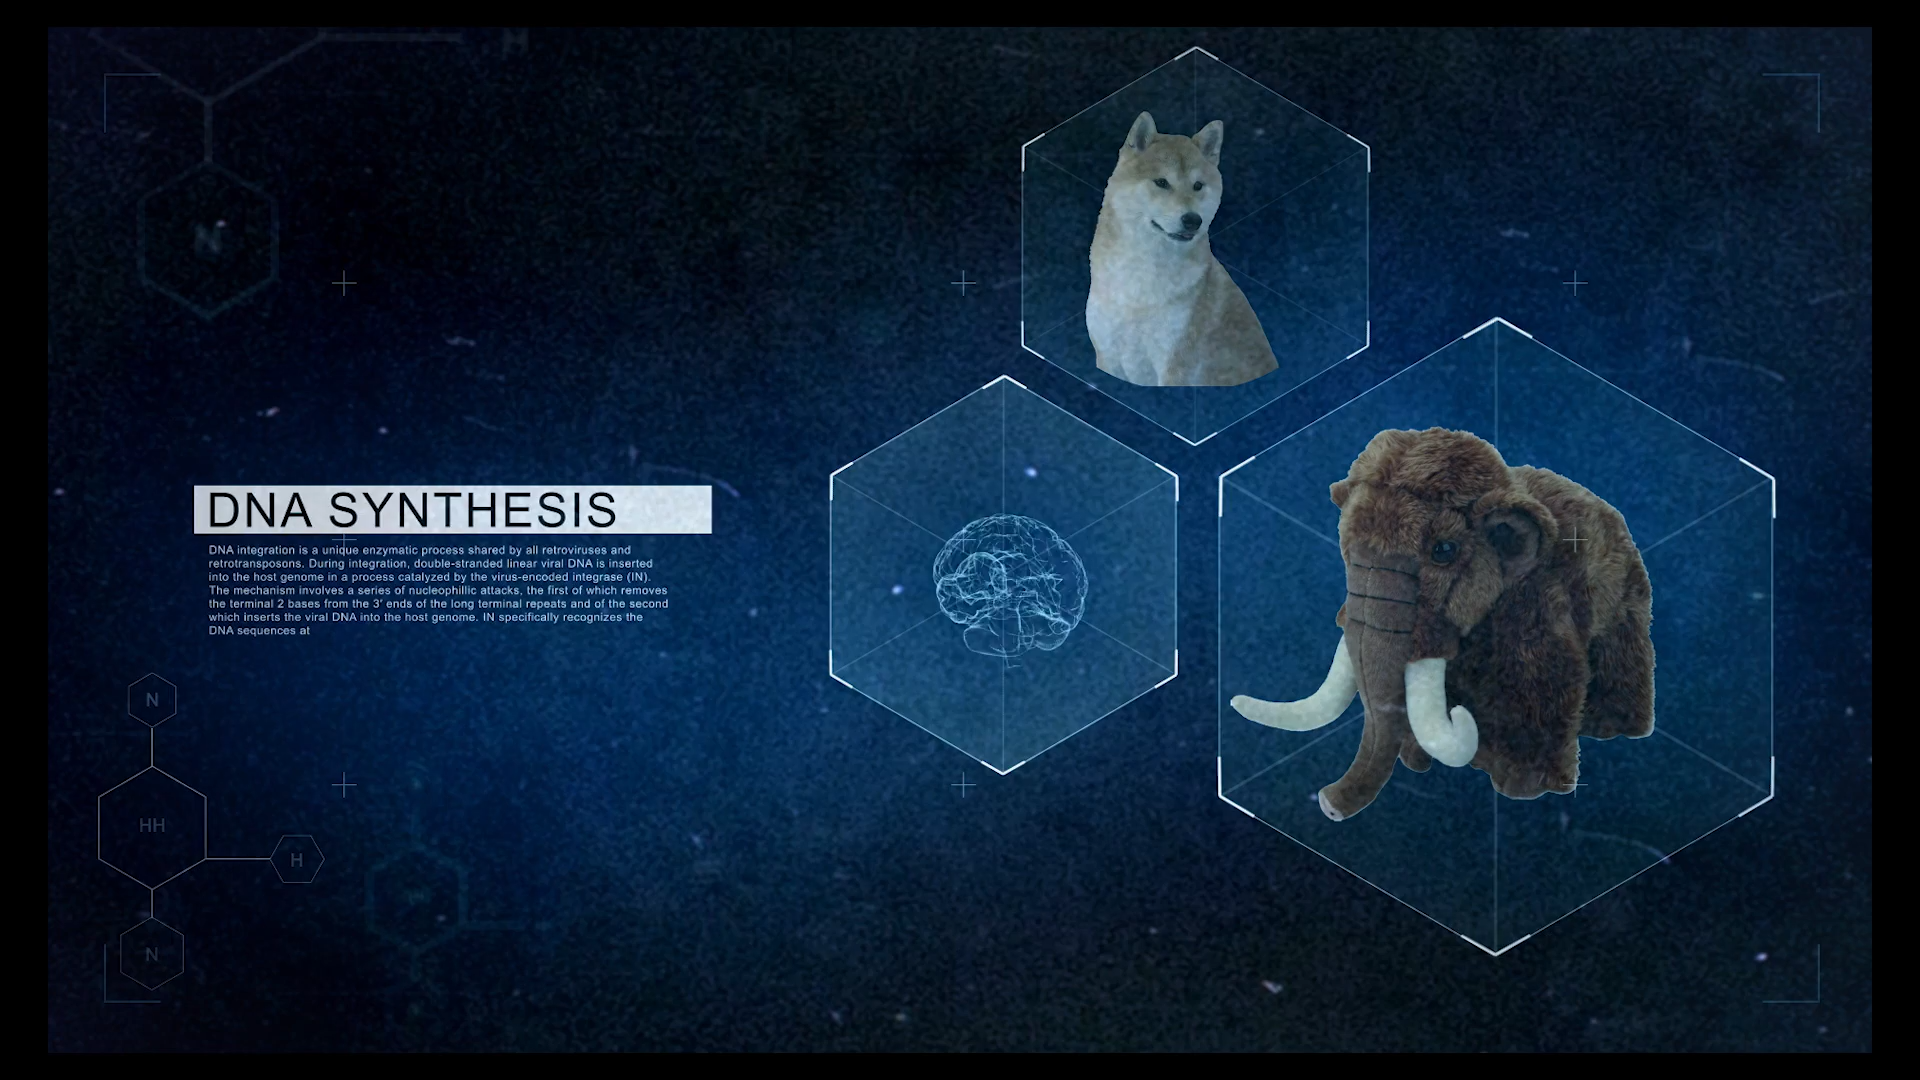 H
N
DNA SYNTHESIS
DNA integration is a unique enzymatic process shared by all retroviruses and
retrotransposons. During integration, double-stranded linear viral DNA is inserted
into the host genome in a process catalyzed by the virus-encoded integrase (IN).
The mechanism involves a series of nucleophillic attacks, the first of which removes
the terminal 2 bases from the 3' ends of the long terminal repeats and of the second
which inserts the viral DNA into the host genome. IN specifically recognizes the
DNA sequences at
N
HH
H
N